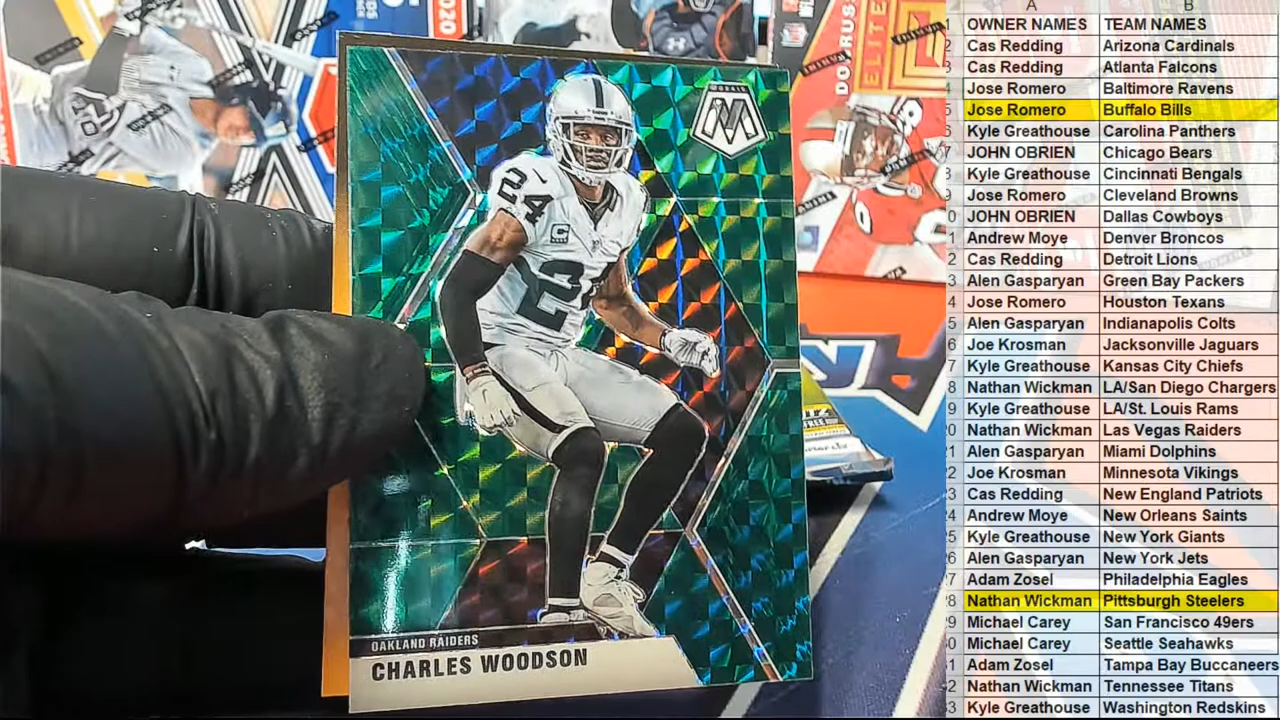 MOSAIC
24
C
24
OAKLAND RAIDERS
CHARLES WOODSON
2020
DONRUSS
ELITE
PANINI
A B
OWNER NAMES TEAM NAMES
Cas Redding Arizona Cardinals
Cas Redding Atlanta Falcons
Jose Romero Baltimore Ravens
Jose Romero Buffalo Bills
Kyle Greathouse Carolina Panthers
JOHN OBRIEN Chicago Bears
Kyle Greathouse Cincinnati Bengals
Jose Romero Cleveland Browns
JOHN OBRIEN Dallas Cowboys
Andrew Moye Denver Broncos
Cas Redding Detroit Lions
Alen Gasparyan Green Bay Packers
Jose Romero Houston Texans
Alen Gasparyan Indianapolis Colts
Joe Krosman Jacksonville Jaguars
Kyle Greathouse Kansas City Chiefs
Nathan Wickman LA/San Diego Chargers
Kyle Greathouse LA/St. Louis Rams
Nathan Wickman Las Vegas Raiders
Alen Gasparyan Miami Dolphins
Joe Krosman Minnesota Vikings
Cas Redding New England Patriots
Andrew Moye New Orleans Saints
Kyle Greathouse New York Giants
Alen Gasparyan New York Jets
Adam Zosel Philadelphia Eagles
Nathan Wickman Pittsburgh Steelers
Michael Carey San Francisco 49ers
Michael Carey Seattle Seahawks
Adam Zosel Tampa Bay Buccaneers
Nathan Wickman Tennessee Titans
Kyle Greathouse Washington Redskins